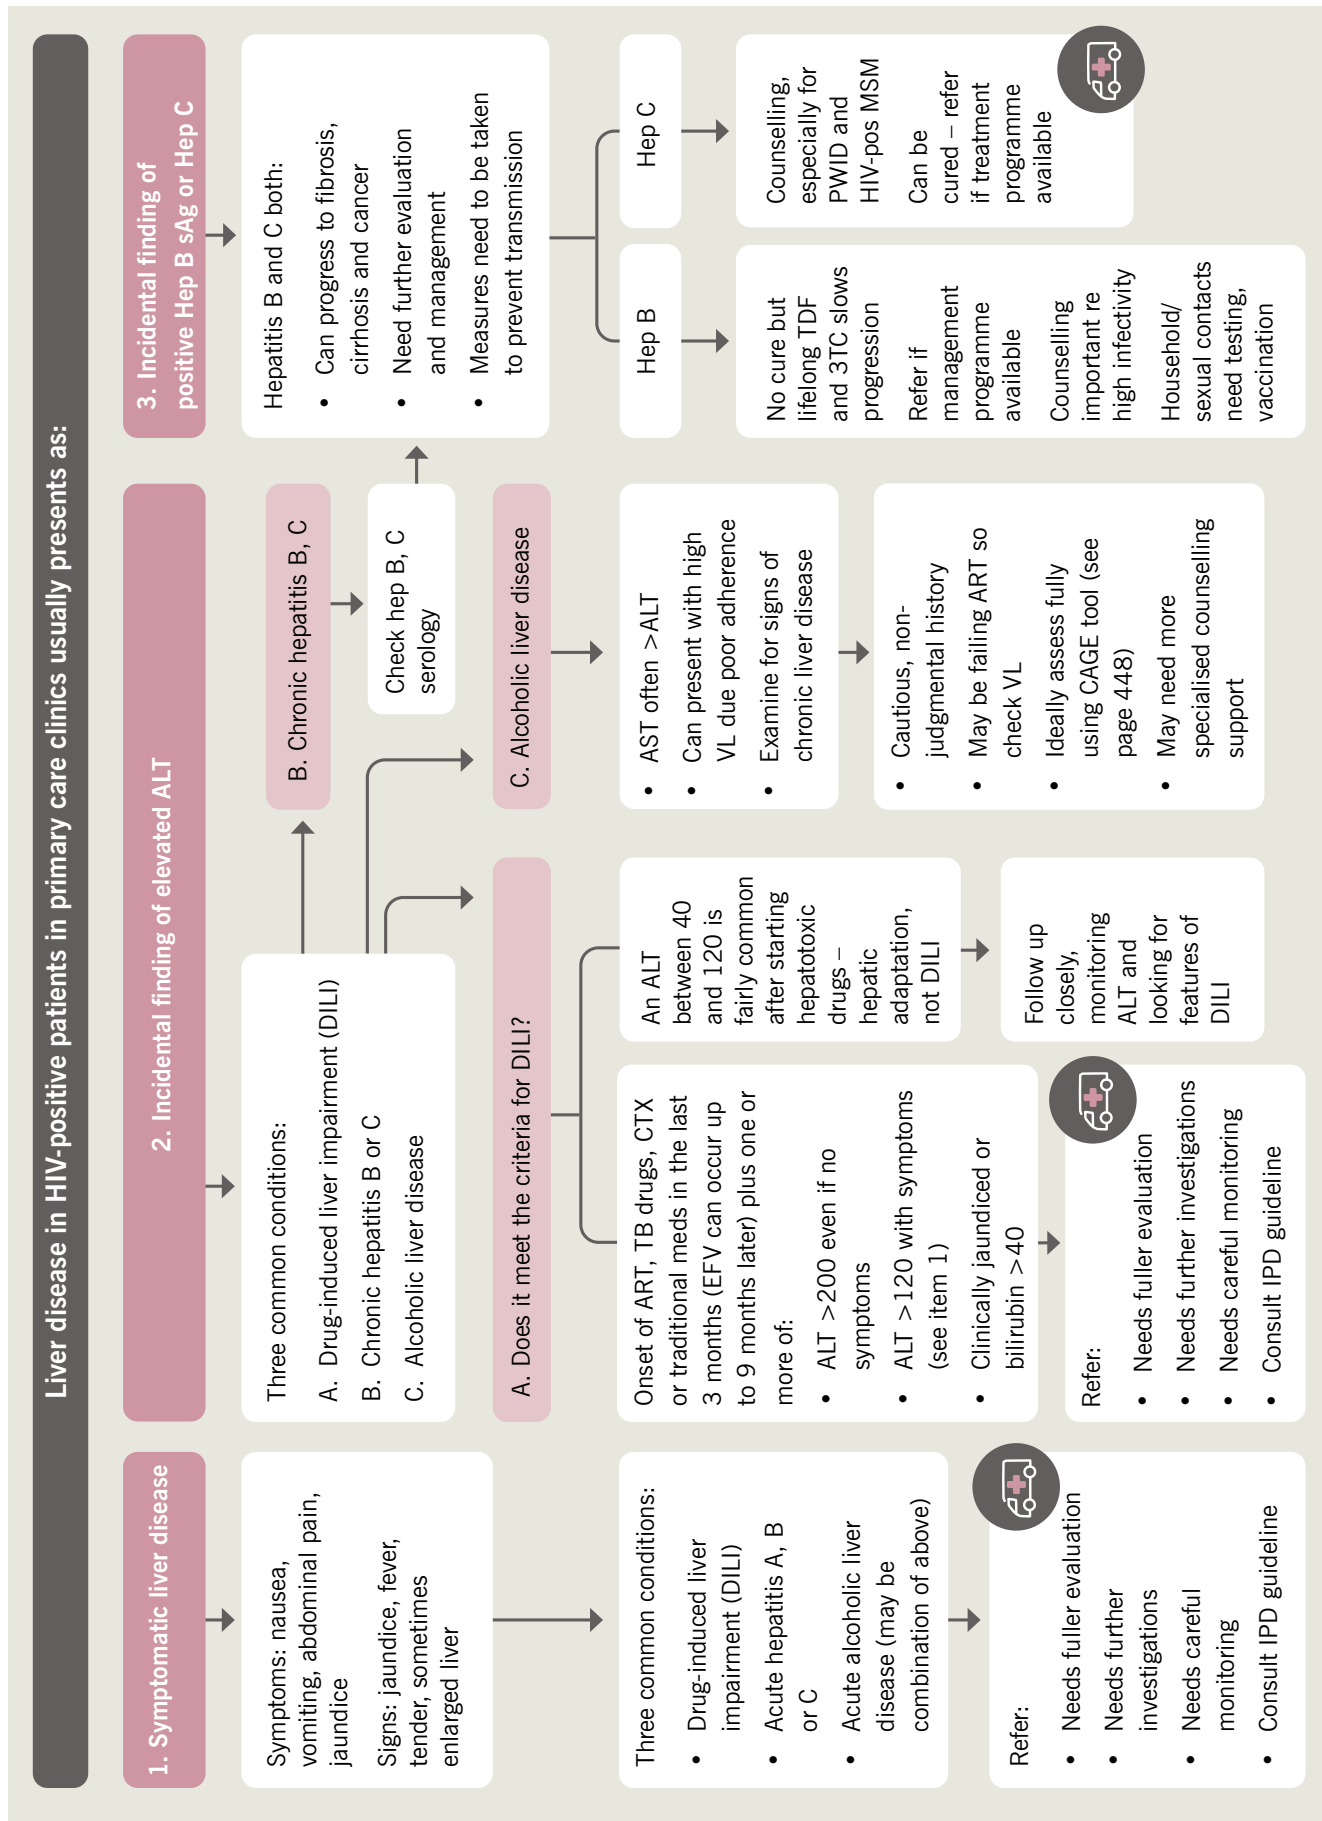 Liver disease in HIV-positive patients in primary care clinics usually presents as:
1. Symptomatic liver disease
Symptoms: nausea,
vomiting, abdominal pain,
jaundice
Signs: jaundice, fever,
tender, sometimes
enlarged liver
Three common conditions:
• Drug-induced liver
impairment (DILI)
• Acute hepatitis A, B
or C
• Acute alcoholic liver
disease (may be
combination of above)
Refer:
• Needs fuller evaluation
• Needs further
investigations
• Needs careful
monitoring
• Consult IPD guideline
2. Incidental finding of elevated ALT
Three common conditions:
A. Drug-induced liver impairment (DILI)
B. Chronic hepatitis B or C
C. Alcoholic liver disease
A. Does it meet the criteria for DILI?
Onset of ART, TB drugs, CTX
or traditional meds in the last
3 months (EFV can occur up
to 9 months later) plus one or
more of:
• ALT >200 even if no
symptoms
• ALT >120 with symptoms
(see item 1)
• Clinically jaundiced or
bilirubin >40
Refer:
• Needs fuller evaluation
• Needs further investigations
• Needs careful monitoring
• Consult IPD guideline
An ALT
between 40
and 120 is
fairly common
after starting
hepatotoxic
drugs –
hepatic
adaptation,
not DILI
Follow up
closely,
monitoring
ALT and
looking for
features of
DILI
B. Chronic hepatitis B, C
Check hep B, C
serology
C. Alcoholic liver disease
• AST often >ALT
• Can present with high
VL due poor adherence
• Examine for signs of
chronic liver disease
• Cautious, non-
judgmental history
• May be failing ART so
check VL
• Ideally assess fully
using CAGE tool (see
page 448)
• May need more
specialised counselling
support
3. Incidental finding of
positive Hep B sAg or Hep C
Hepatitis B and C both:
• Can progress to fibrosis,
cirrhosis and cancer
• Need further evaluation
and management
• Measures need to be taken
to prevent transmission
Hep B
No cure but
lifelong TDF
and 3TC slows
progression
Refer if
management
programme
available
Counselling
important re
high infectivity
Household/
sexual contacts
need testing,
vaccination
Hep C
Counselling,
especially for
PWID and
HIV-pos MSM
Can be
cured – refer
if treatment
programme
available